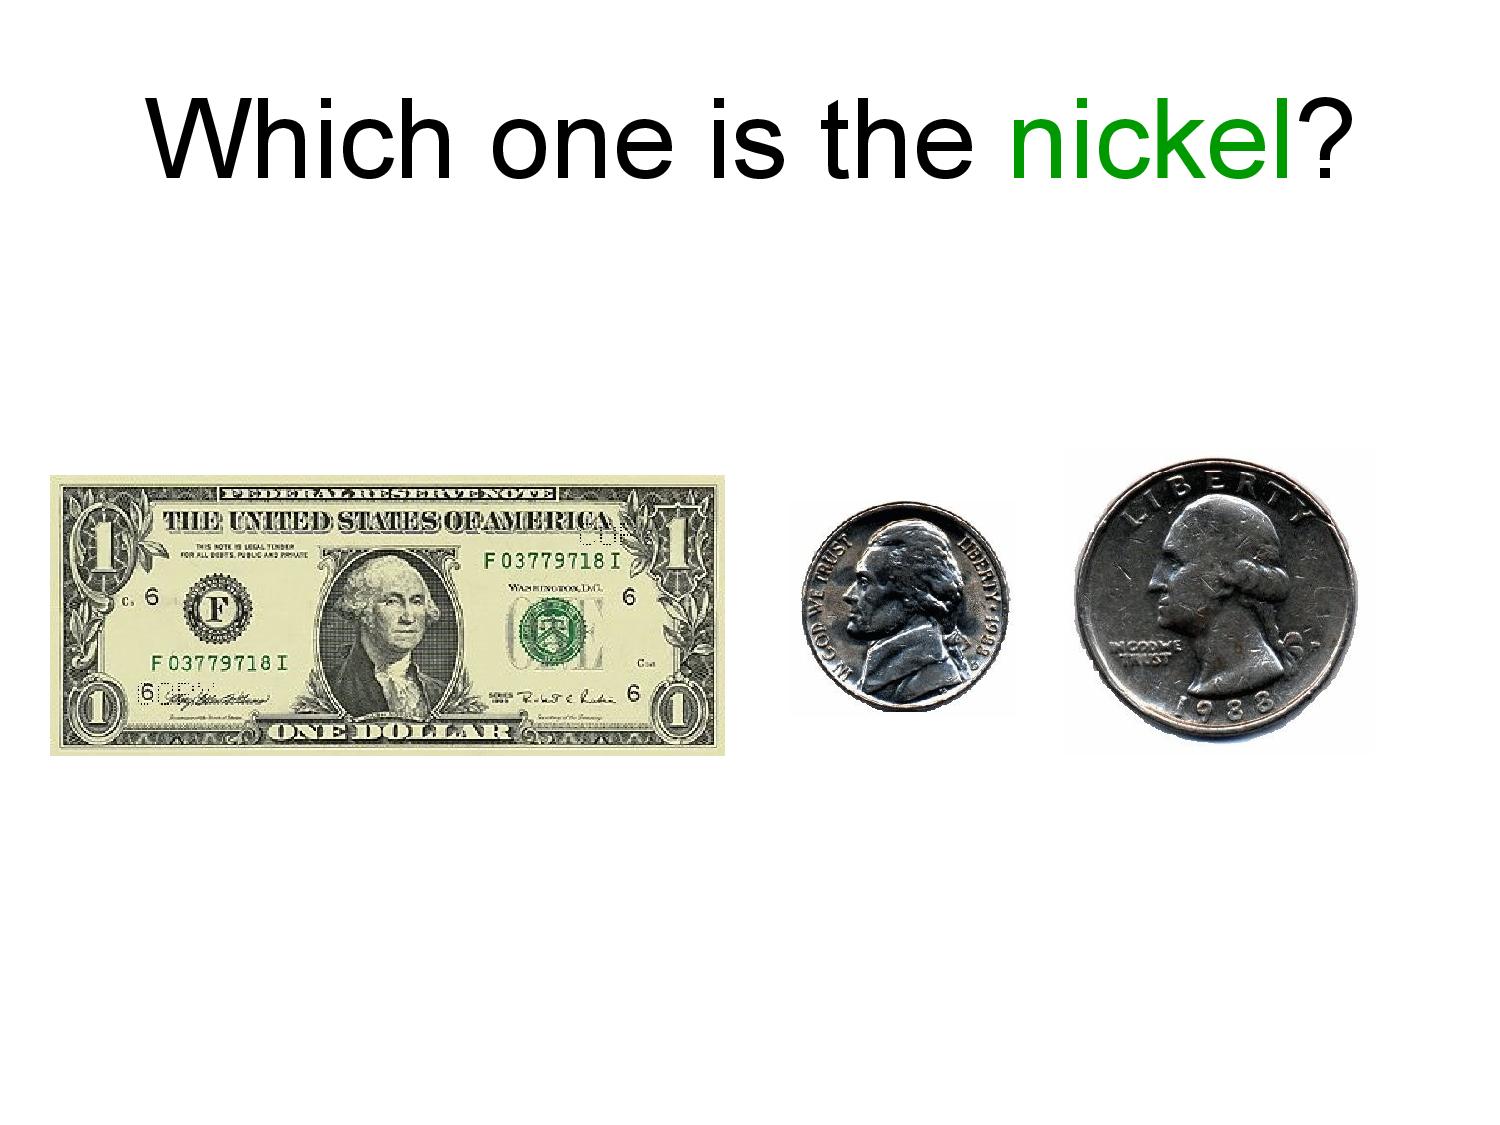 Which one is the nickel?
FEDERAL RESERVE NOTE
THE UNITED STATES OF AMERICA
THIS NOTE IS LEGAL TENDER
FOR ALL DEBTS, PUBLIC AND PRIVATE
F 03779718 I
WASHINGTON, D.C.
1 1
6 6
F
ONE
F 03779718 I
6 6
SERIES
1 1
ONE DOLLAR
IN GOD WE TRUST
LIBERTY
LIBERTY
IN GOD WE
TRUST
1988